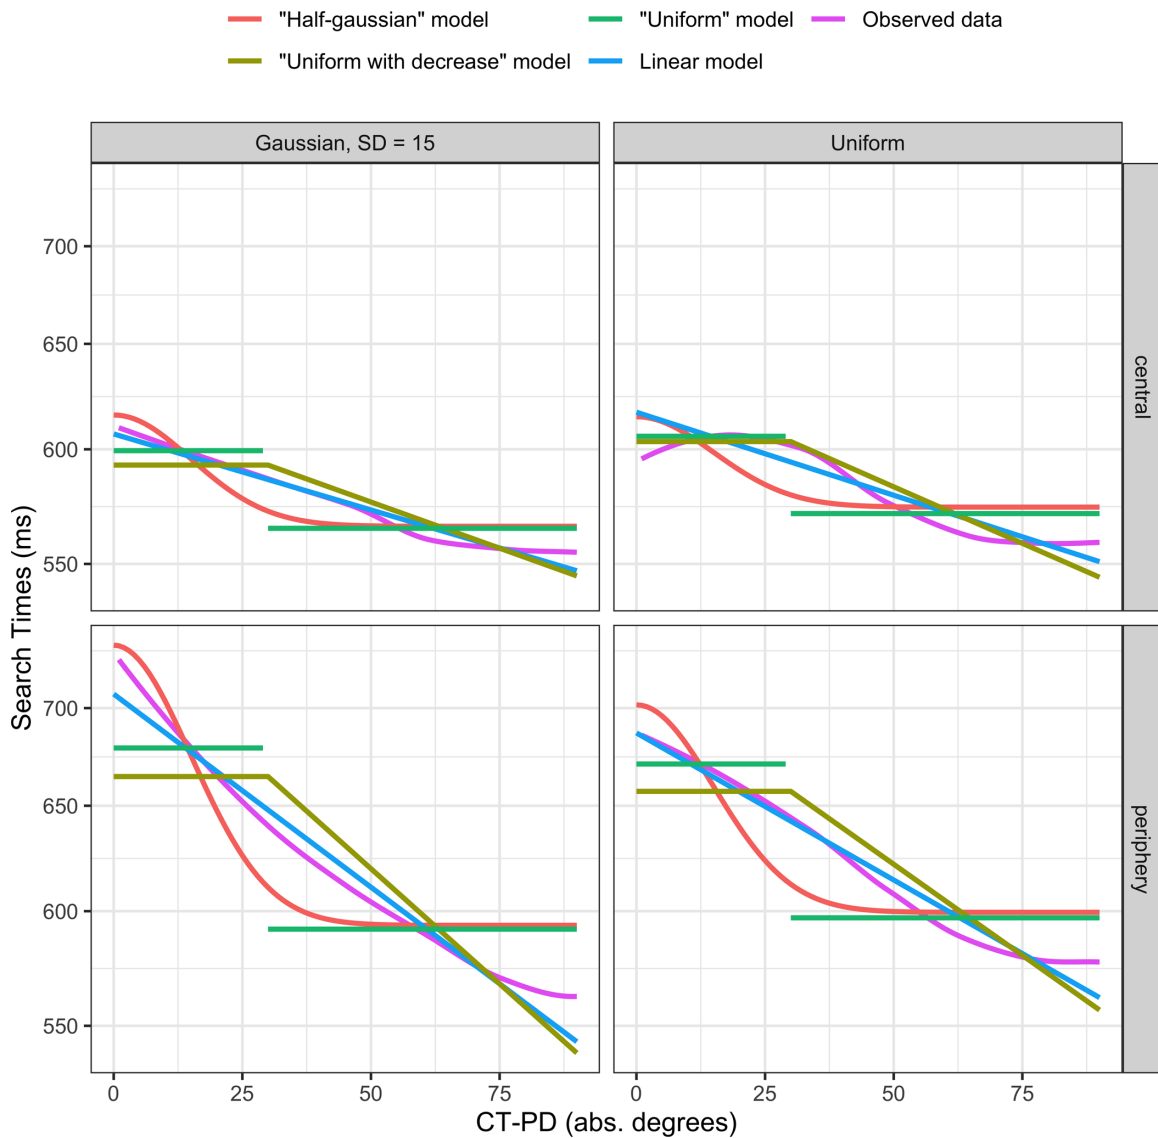 "Half-gaussian" model "Uniform" model Observed data
"Uniform with decrease" model Linear model
Gaussian, SD = 15 Uniform
700
650
600
550
central
700
650
600
550
periphery
Search Times (ms)
0 25 50 75 0 25 50 75
CT-PD (abs. degrees)